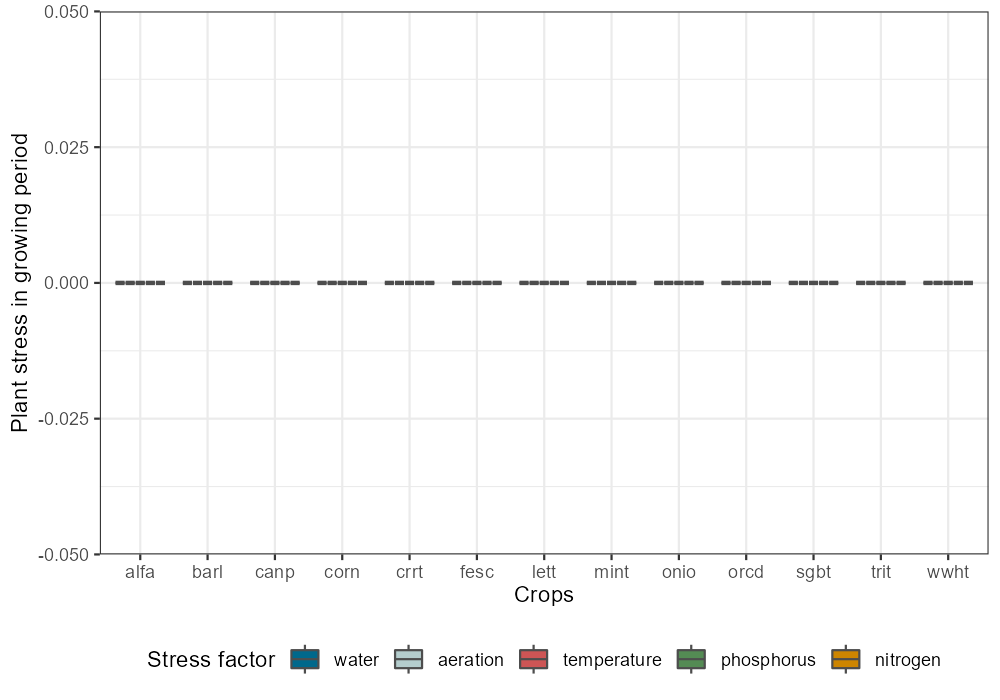 0.050
0.025
0.000
-0.025
-0.050
Plant stress in growing period
alfa barl canp corn crrt fesc lett mint onio orcd sgbt trit wwht
Crops
Stress factor water aeration temperature phosphorus nitrogen